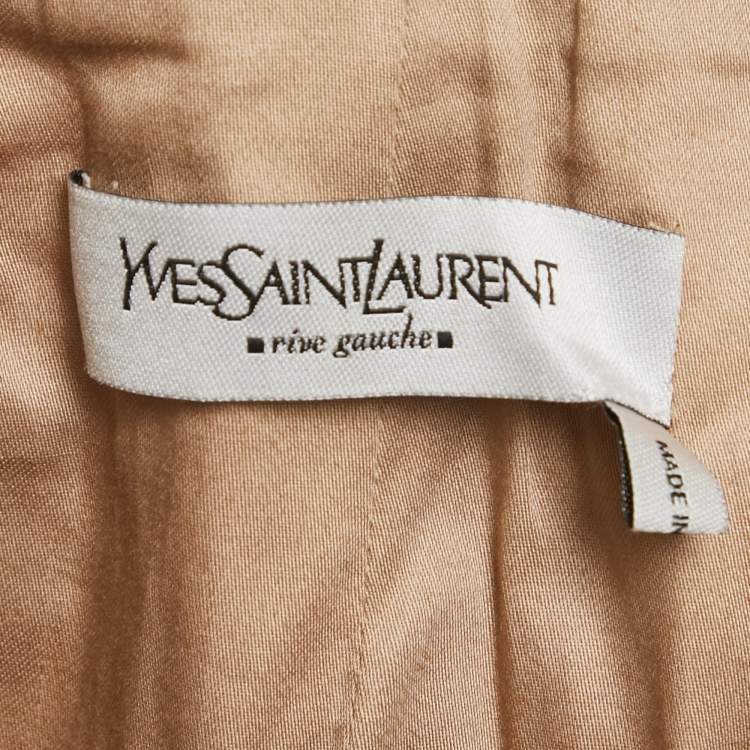 YVESSAINTLAURENT
rive gauche
MADE IN